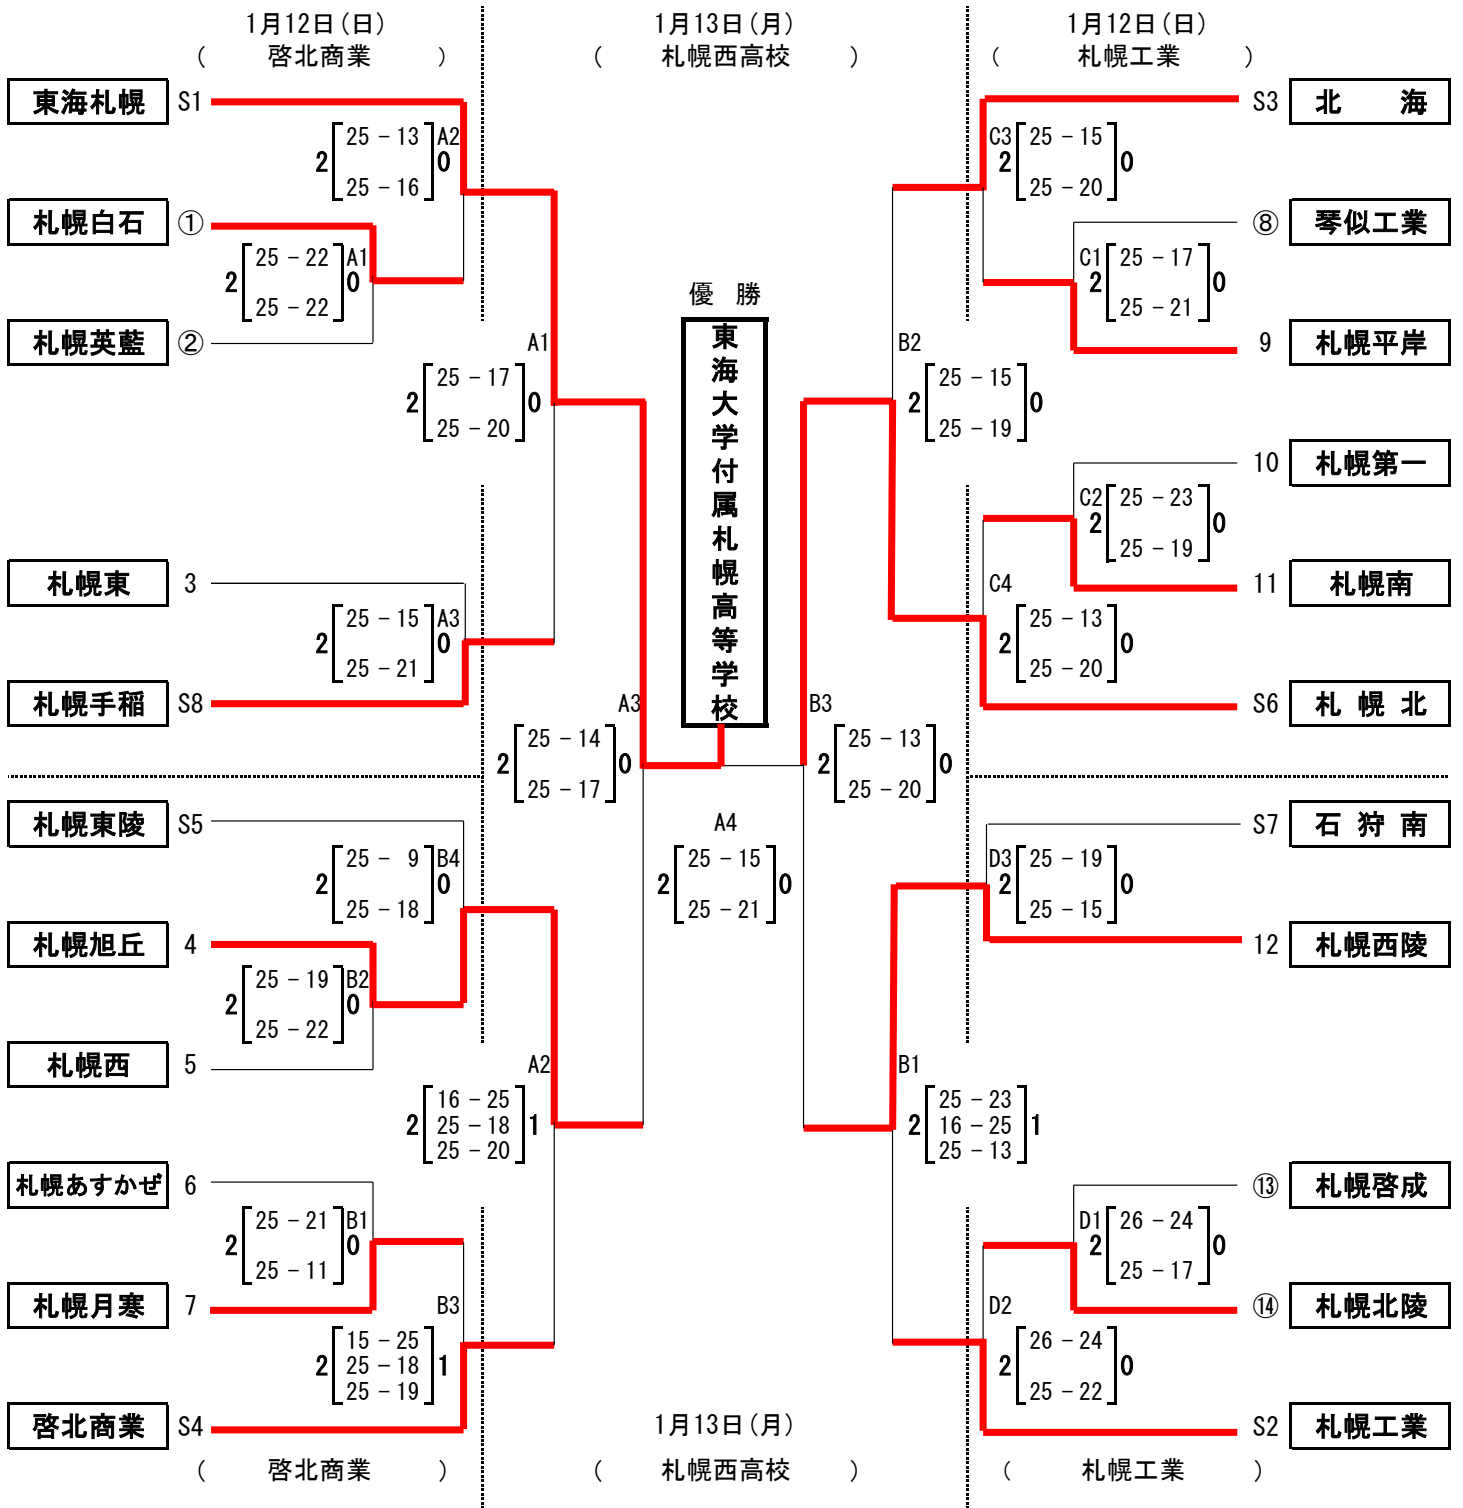 1月12日(日)
( 啓北商業 )
1月13日(月)
( 札幌西高校 )
1月12日(日)
( 札幌工業 )
東海札幌 S1
2 [25 - 13 25 - 16] 0 A2
札幌白石 ①
2 [25 - 22 25 - 22] 0 A1
札幌英藍 ②
A1
2 [25 - 17 25 - 20] 0
札幌東 3
2 [25 - 15 25 - 21] 0 A3
札幌手稲 S8
A3
2 [25 - 14 25 - 17] 0
札幌東陵 S5
2 [25 - 9 25 - 18] 0 B4
札幌旭丘 4
2 [25 - 19 25 - 22] 0 B2
札幌西 5
A2
2 [16 - 25 25 - 18 25 - 20] 1
札幌あすかぜ 6
2 [25 - 21 25 - 11] 0 B1
札幌月寒 7
B3
2 [15 - 25 25 - 18 25 - 19] 1
啓北商業 S4
( 啓北商業 )
優 勝
東海大学付属札幌高等学校
A4
2 [25 - 15 25 - 21] 0
1月13日(月)
( 札幌西高校 )
S3 北 海
C3 2 [25 - 15 25 - 20] 0
⑧ 琴似工業
C1 2 [25 - 17 25 - 21] 0
9 札幌平岸
B2
2 [25 - 15 25 - 19] 0
10 札幌第一
C2 2 [25 - 23 25 - 19] 0
11 札幌南
C4
2 [25 - 13 25 - 20] 0
S6 札 幌 北
B3
2 [25 - 13 25 - 20] 0
S7 石 狩 南
D3 2 [25 - 19 25 - 15] 0
12 札幌西陵
B1
2 [25 - 23 16 - 25 25 - 13] 1
⑬ 札幌啓成
D1 2 [26 - 24 25 - 17] 0
⑭ 札幌北陵
D2
2 [26 - 24 25 - 22] 0
S2 札幌工業
( 札幌工業 )